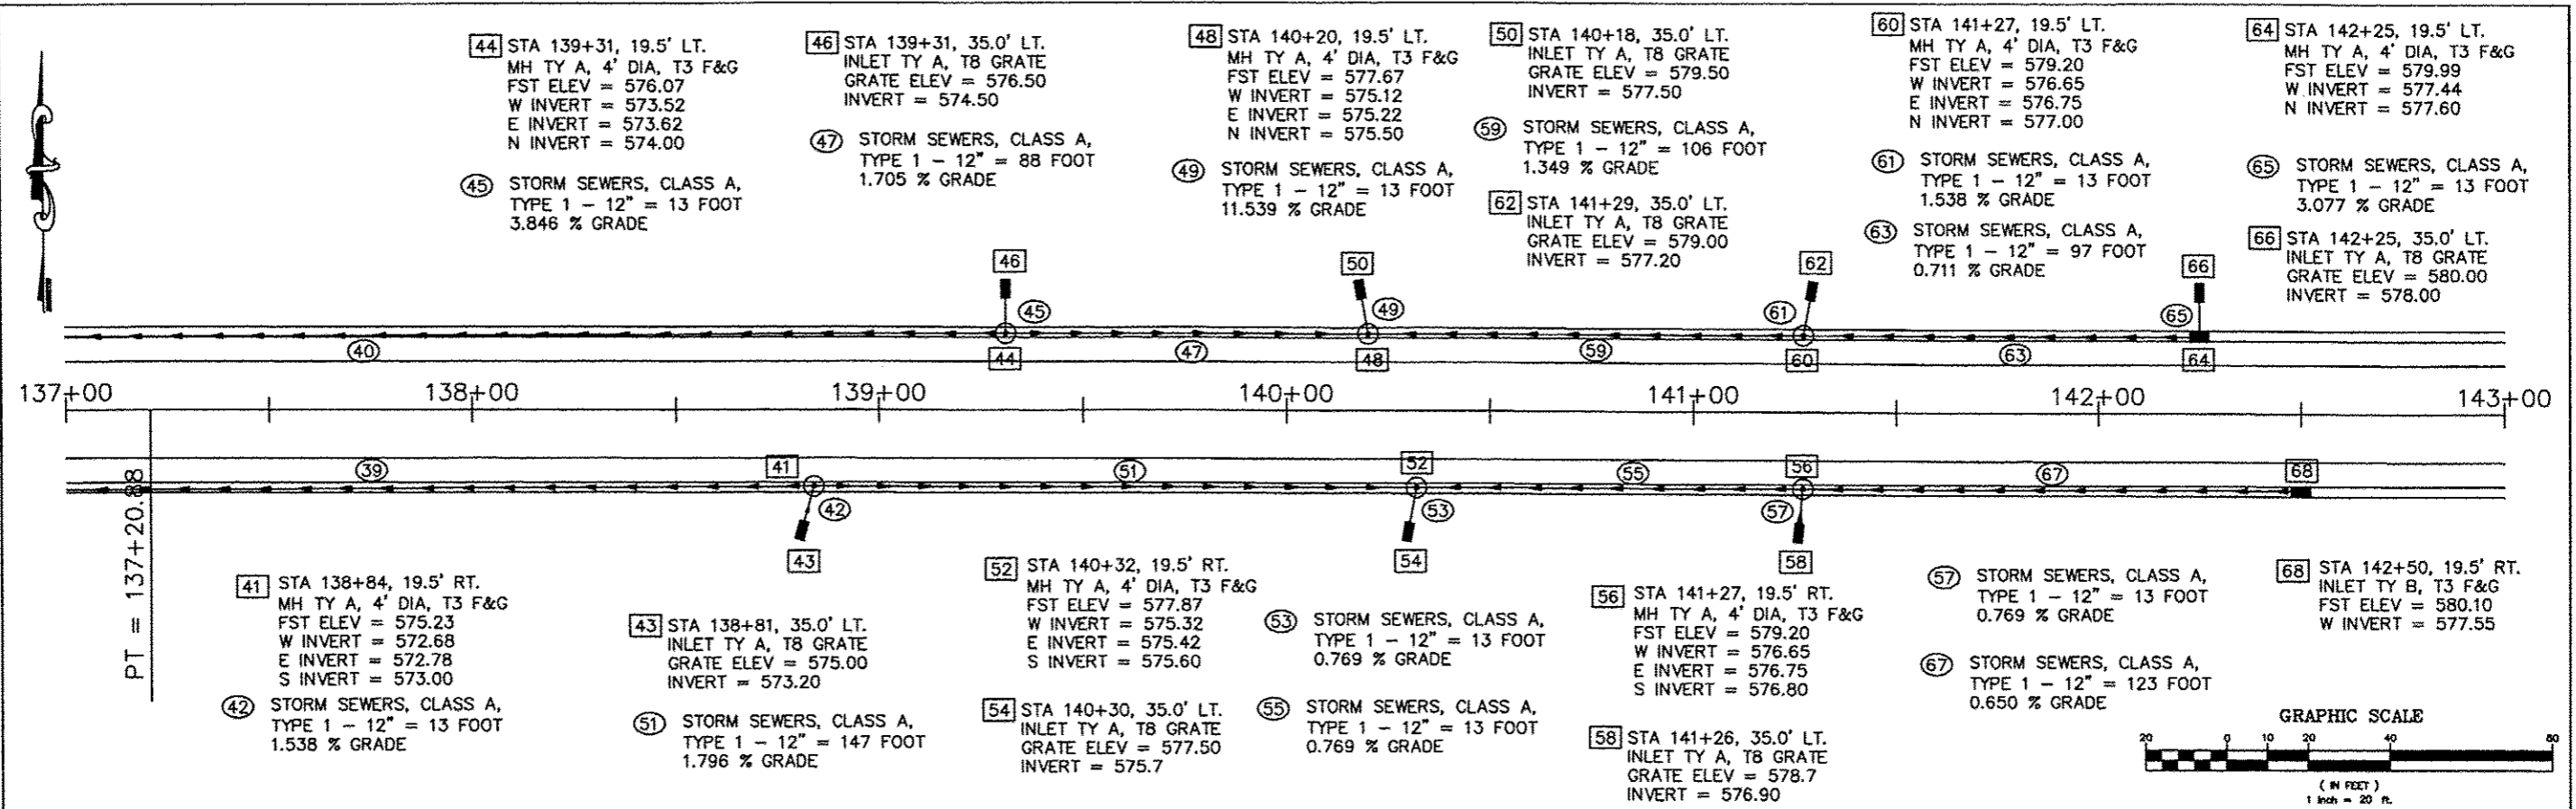 44 STA 139+31, 19.5' LT.
MH TY A, 4' DIA, T3 F&G
FST ELEV = 576.07
W INVERT = 573.52
E INVERT = 573.62
N INVERT = 574.00
45 STORM SEWERS, CLASS A,
TYPE 1 - 12" = 13 FOOT
3.846 % GRADE
46 STA 139+31, 35.0' LT.
INLET TY A, T8 GRATE
GRATE ELEV = 576.50
INVERT = 574.50
47 STORM SEWERS, CLASS A,
TYPE 1 - 12" = 88 FOOT
1.705 % GRADE
48 STA 140+20, 19.5' LT.
MH TY A, 4' DIA, T3 F&G
FST ELEV = 577.67
W INVERT = 575.12
E INVERT = 575.22
N INVERT = 575.50
49 STORM SEWERS, CLASS A,
TYPE 1 - 12" = 13 FOOT
11.539 % GRADE
50 STA 140+18, 35.0' LT.
INLET TY A, T8 GRATE
GRATE ELEV = 579.50
INVERT = 577.50
59 STORM SEWERS, CLASS A,
TYPE 1 - 12" = 106 FOOT
1.349 % GRADE
62 STA 141+29, 35.0' LT.
INLET TY A, T8 GRATE
GRATE ELEV = 579.00
INVERT = 577.20
60 STA 141+27, 19.5' LT.
MH TY A, 4' DIA, T3 F&G
FST ELEV = 579.20
W INVERT = 576.65
E INVERT = 576.75
N INVERT = 577.00
61 STORM SEWERS, CLASS A,
TYPE 1 - 12" = 13 FOOT
1.538 % GRADE
63 STORM SEWERS, CLASS A,
TYPE 1 - 12" = 97 FOOT
0.711 % GRADE
64 STA 142+25, 19.5' LT.
MH TY A, 4' DIA, T3 F&G
FST ELEV = 579.99
W INVERT = 577.44
N INVERT = 577.60
65 STORM SEWERS, CLASS A,
TYPE 1 - 12" = 13 FOOT
3.077 % GRADE
66 STA 142+25, 35.0' LT.
INLET TY A, T8 GRATE
GRATE ELEV = 580.00
INVERT = 578.00
46 50 62 66
45 49 61 65
40 44 47 48 59 60 63 64
137+00 138+00 139+00 140+00 141+00 142+00 143+00
PT = 137+20.88
39 41 51 52 55 56 67 68
42 53 57
43 54 58
41 STA 138+84, 19.5' RT.
MH TY A, 4' DIA, T3 F&G
FST ELEV = 575.23
W INVERT = 572.68
E INVERT = 572.78
S INVERT = 573.00
42 STORM SEWERS, CLASS A,
TYPE 1 - 12" = 13 FOOT
1.538 % GRADE
43 STA 138+81, 35.0' LT.
INLET TY A, T8 GRATE
GRATE ELEV = 575.00
INVERT = 573.20
51 STORM SEWERS, CLASS A,
TYPE 1 - 12" = 147 FOOT
1.796 % GRADE
52 STA 140+32, 19.5' RT.
MH TY A, 4' DIA, T3 F&G
FST ELEV = 577.87
W INVERT = 575.32
E INVERT = 575.42
S INVERT = 575.60
54 STA 140+30, 35.0' LT.
INLET TY A, T8 GRATE
GRATE ELEV = 577.50
INVERT = 575.7
53 STORM SEWERS, CLASS A,
TYPE 1 - 12" = 13 FOOT
0.769 % GRADE
55 STORM SEWERS, CLASS A,
TYPE 1 - 12" = 13 FOOT
0.769 % GRADE
56 STA 141+27, 19.5' RT.
MH TY A, 4' DIA, T3 F&G
FST ELEV = 579.20
W INVERT = 576.65
E INVERT = 576.75
S INVERT = 576.80
58 STA 141+26, 35.0' LT.
INLET TY A, T8 GRATE
GRATE ELEV = 578.7
INVERT = 576.90
57 STORM SEWERS, CLASS A,
TYPE 1 - 12" = 13 FOOT
0.769 % GRADE
67 STORM SEWERS, CLASS A,
TYPE 1 - 12" = 123 FOOT
0.650 % GRADE
68 STA 142+50, 19.5' RT.
INLET TY B, T3 F&G
FST ELEV = 580.10
W INVERT = 577.55
GRAPHIC SCALE
20 0 10 20 40 80
( IN FEET )
1 inch = 20 ft.